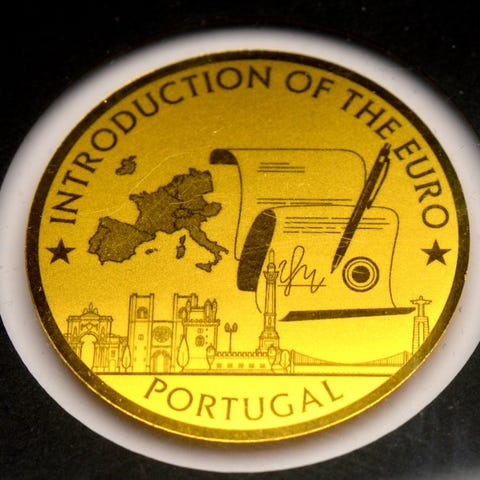 INTRODUCTION OF THE EURO
PORTUGAL